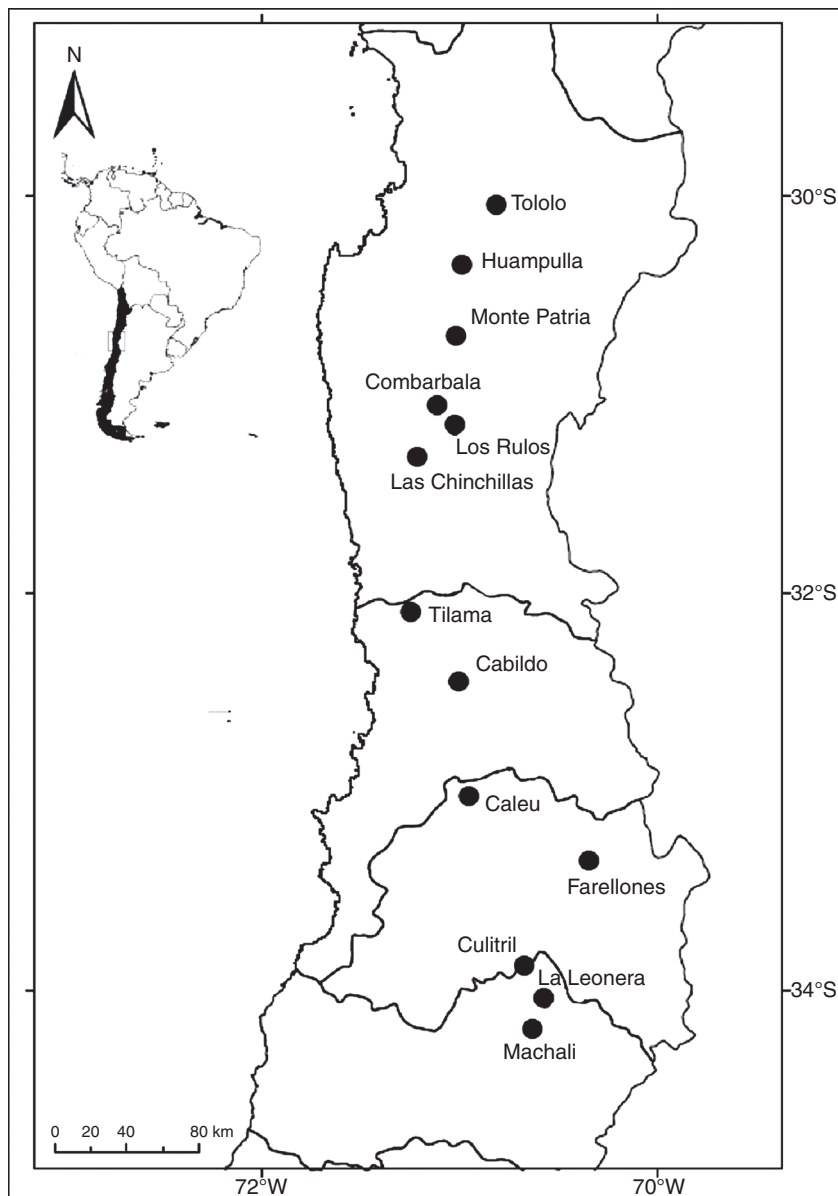 N
30°S
Tololo
Huampulla
Monte Patria
Combarbala
Los Rulos
Las Chinchillas
32°S
Tilama
Cabildo
Caleu
Farellones
Culitril
La Leonera
34°S
Machali
0 20 40 80 km
72°W 70°W